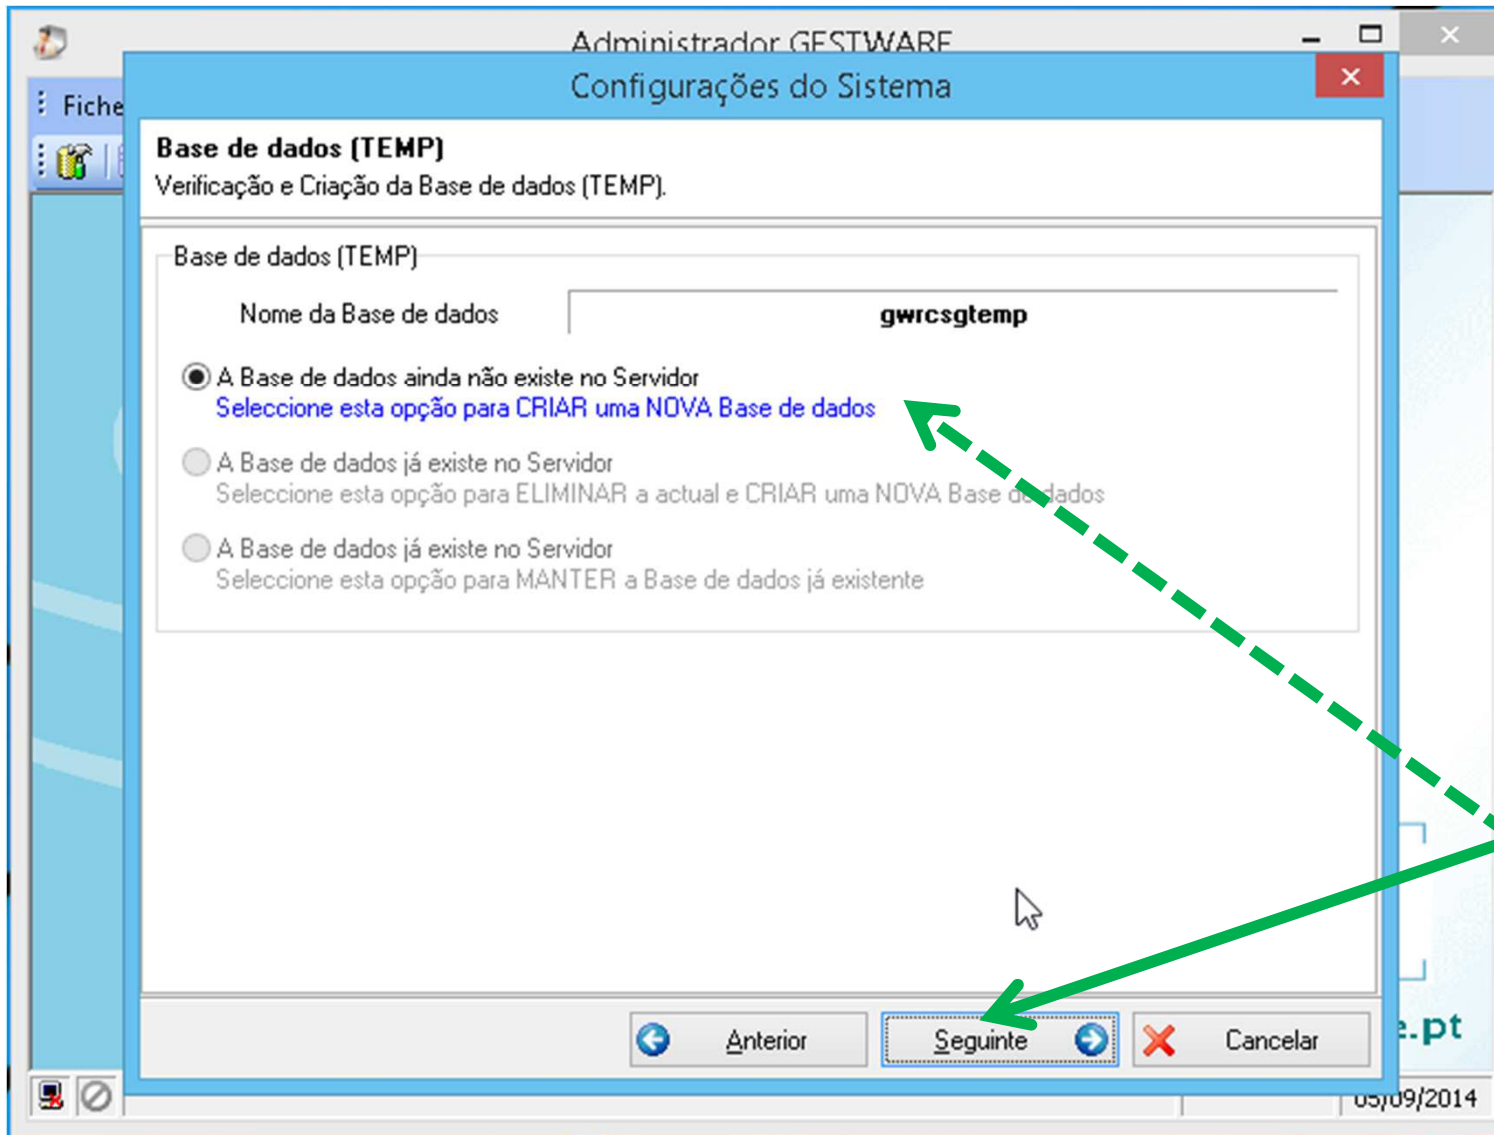 Administrador GESTWARE
Configurações do Sistema
Fiche
Base de dados (TEMP)
Verificação e Criação da Base de dados (TEMP).
Base de dados (TEMP)
Nome da Base de dados
gwrcsgtemp
A Base de dados ainda não existe no Servidor
Seleccione esta opção para CRIAR uma NOVA Base de dados
A Base de dados já existe no Servidor
Seleccione esta opção para ELIMINAR a actual e CRIAR uma NOVA Base de dados
A Base de dados já existe no Servidor
Seleccione esta opção para MANTER a Base de dados já existente
Anterior
Seguinte
Cancelar
e.pt
05/09/2014